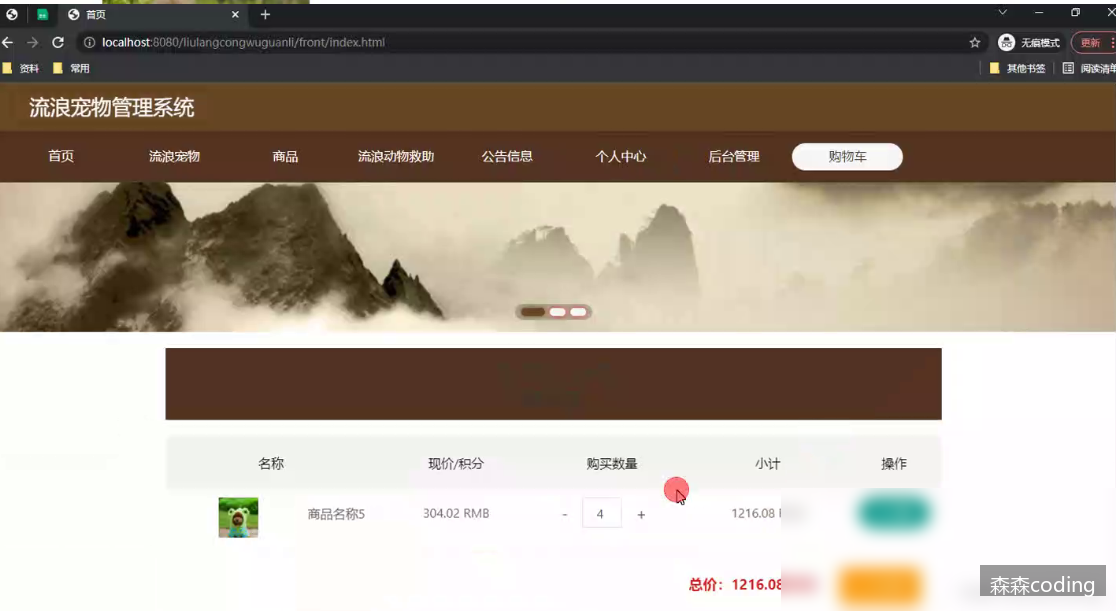 首页
localhost:8080/liulangcongwuguanli/front/index.html
无痕模式
更新
资料
常用
其他书签
阅读清单
流浪宠物管理系统
首页 流浪宠物 商品 流浪动物救助 公告信息 个人中心 后台管理 购物车
名称 现价/积分 购买数量 小计 操作
商品名称5 304.02 RMB - 4 + 1216.08
总价：1216.08
森森coding